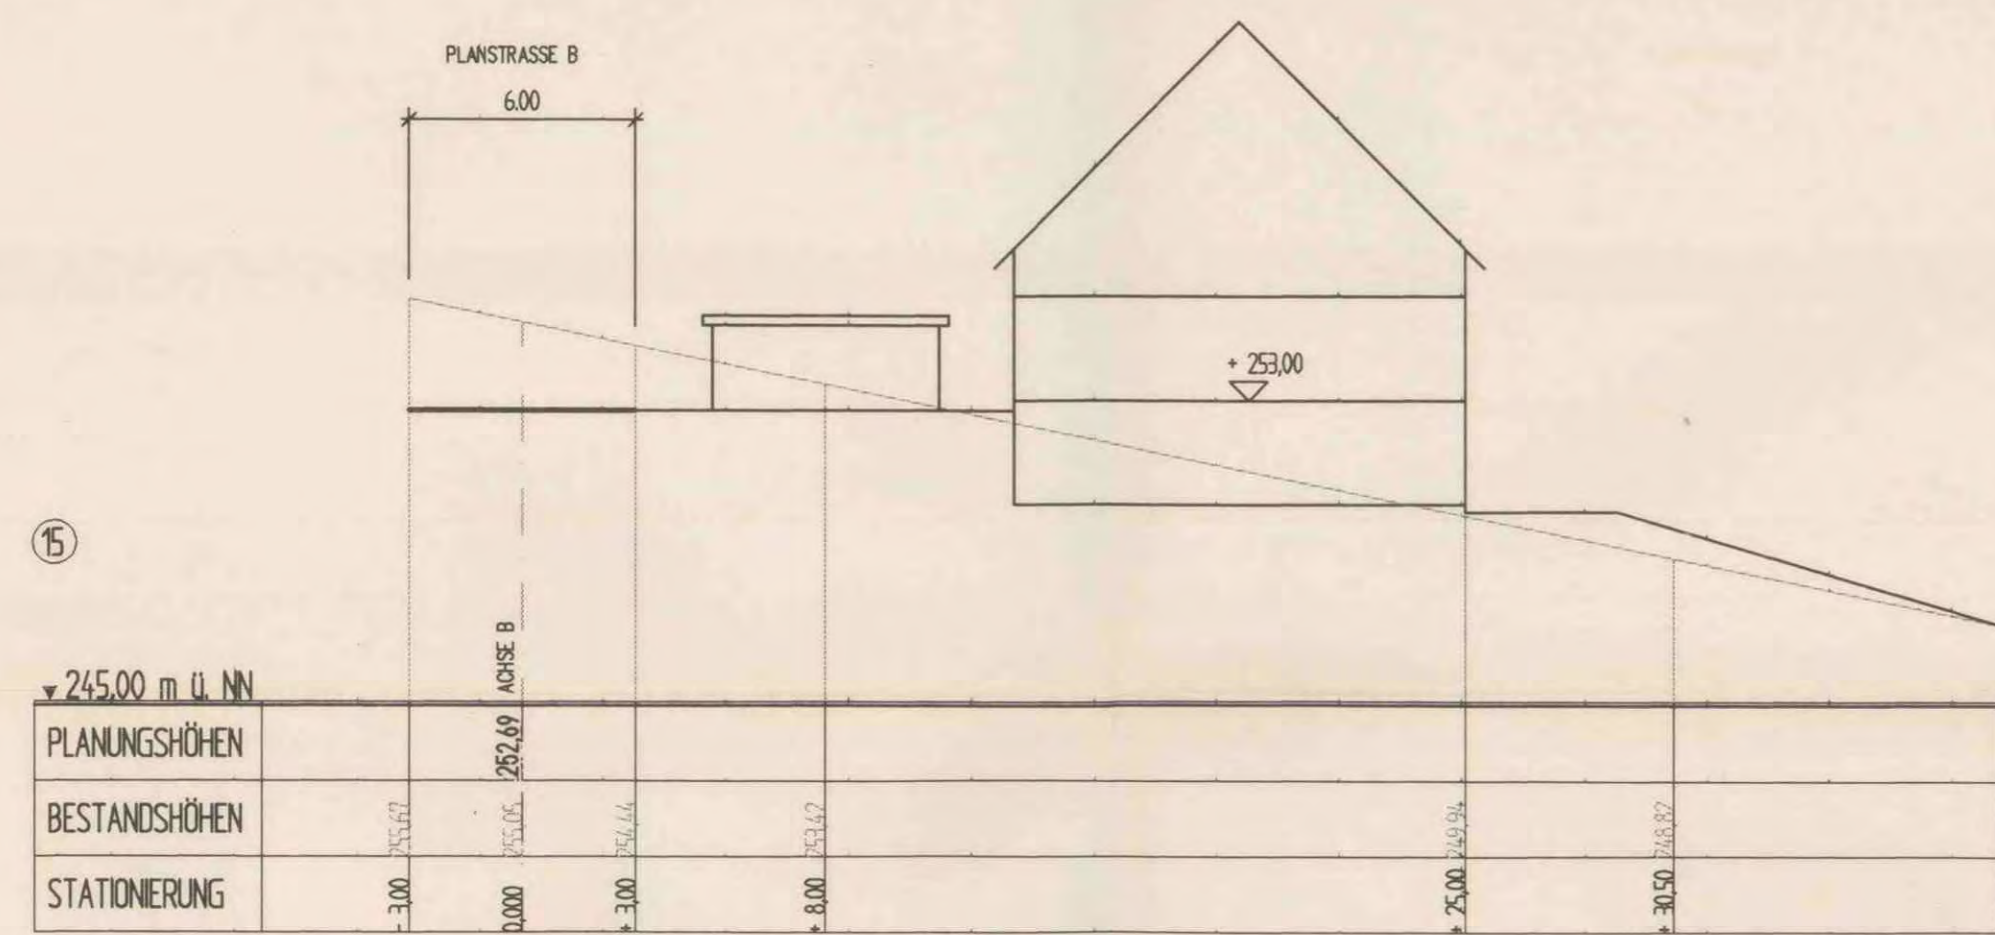 PLANSTRASSE B
6.00
+ 253,00
15
ACHSE B
245,00 m ü. NN
PLANUNGSHÖHEN 252,69
BESTANDSHÖHEN 255,67 255,05 254,44 253,42 249,94 248,82
STATIONIERUNG - 3,00 0,000 + 3,00 + 8,00 + 25,00 + 30,50